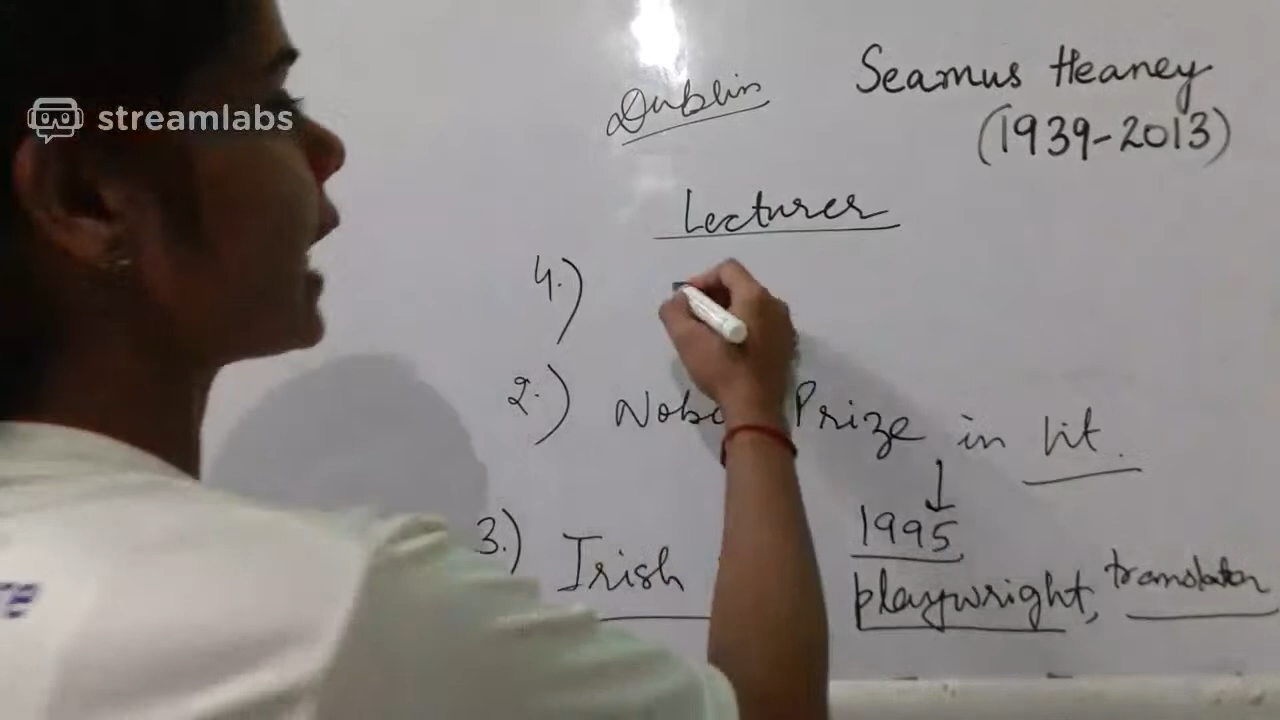 streamlabs
Dublin
Seamus Heaney
(1939-2013)
Lecturer
4.)
2.) Prize in lit.
1995
3.) Irish
playwright, translator